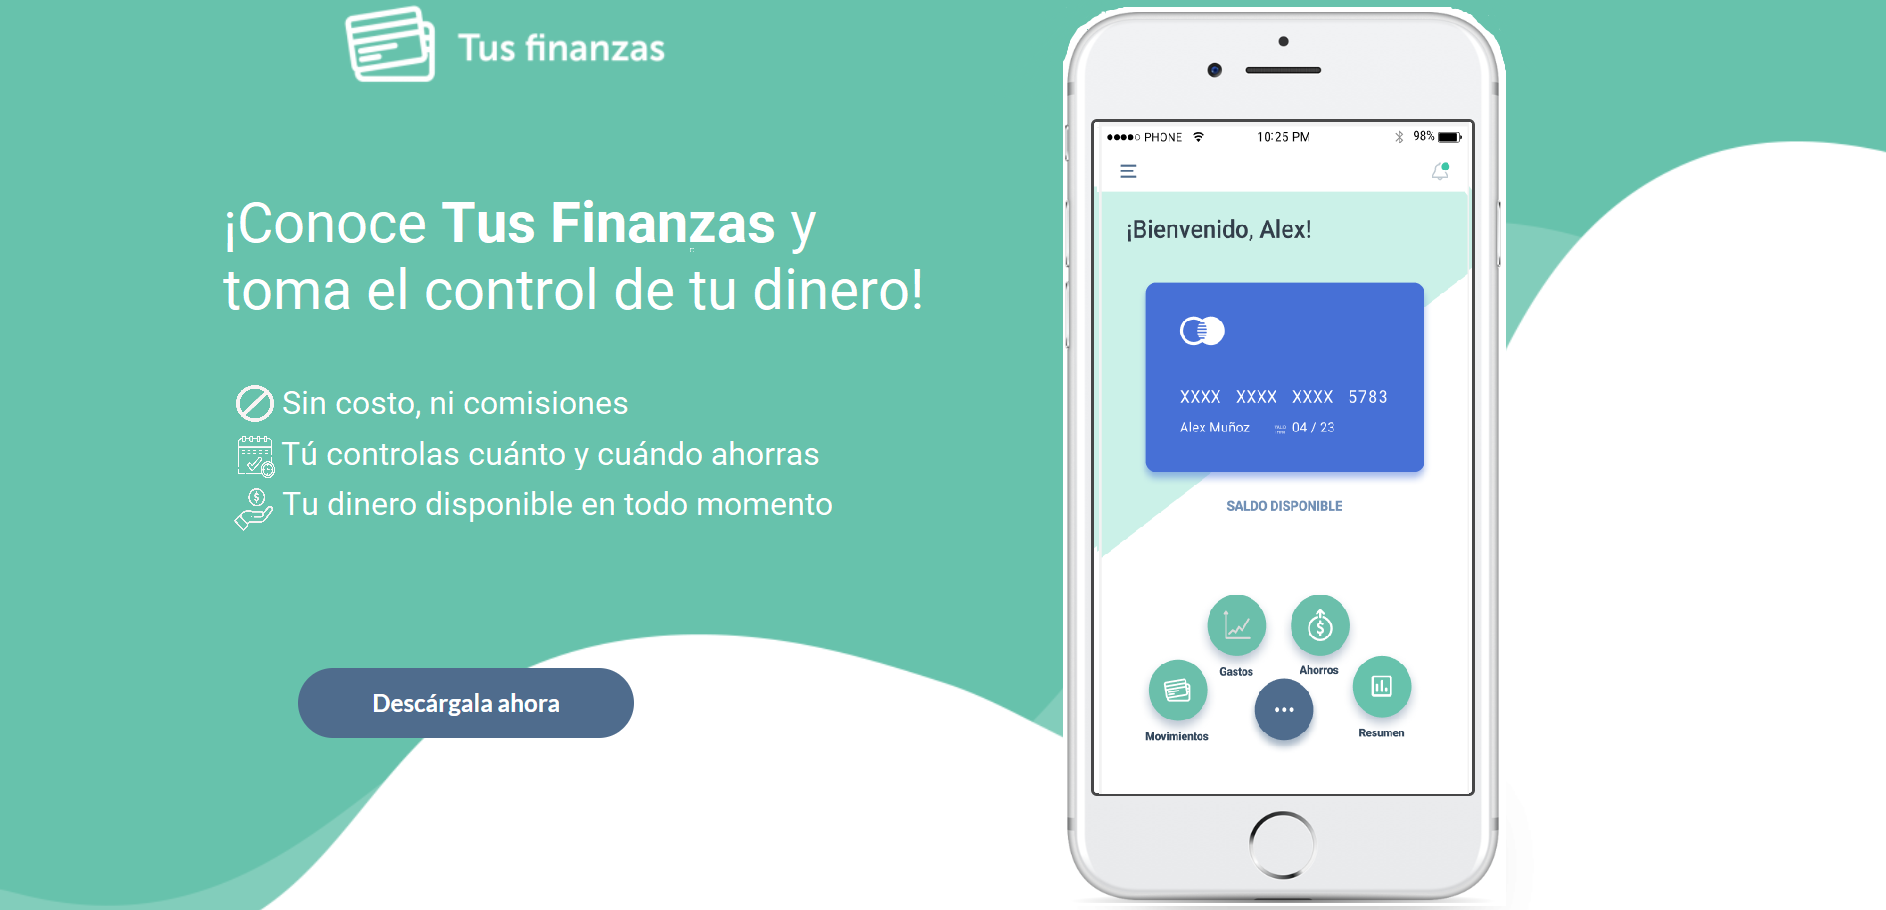 Tus finanzas
¡Conoce Tus Finanzas y
toma el control de tu dinero!
Sin costo, ni comisiones
Tú controlas cuánto y cuándo ahorras
Tu dinero disponible en todo momento
Descárgala ahora
PHONE 10:25 PM 98%
¡Bienvenido, Alex!
XXXX XXXX XXXX 5783
Alex Muñoz 04 / 23
SALDO DISPONIBLE
Gastos
Ahorros
Movimientos
Resumen